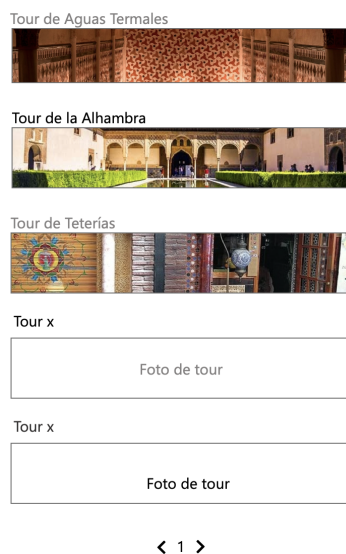 Tour de Aguas Termales
Tour de la Alhambra
Tour de Teterías
Tour x
Foto de tour
Tour x
Foto de tour
1